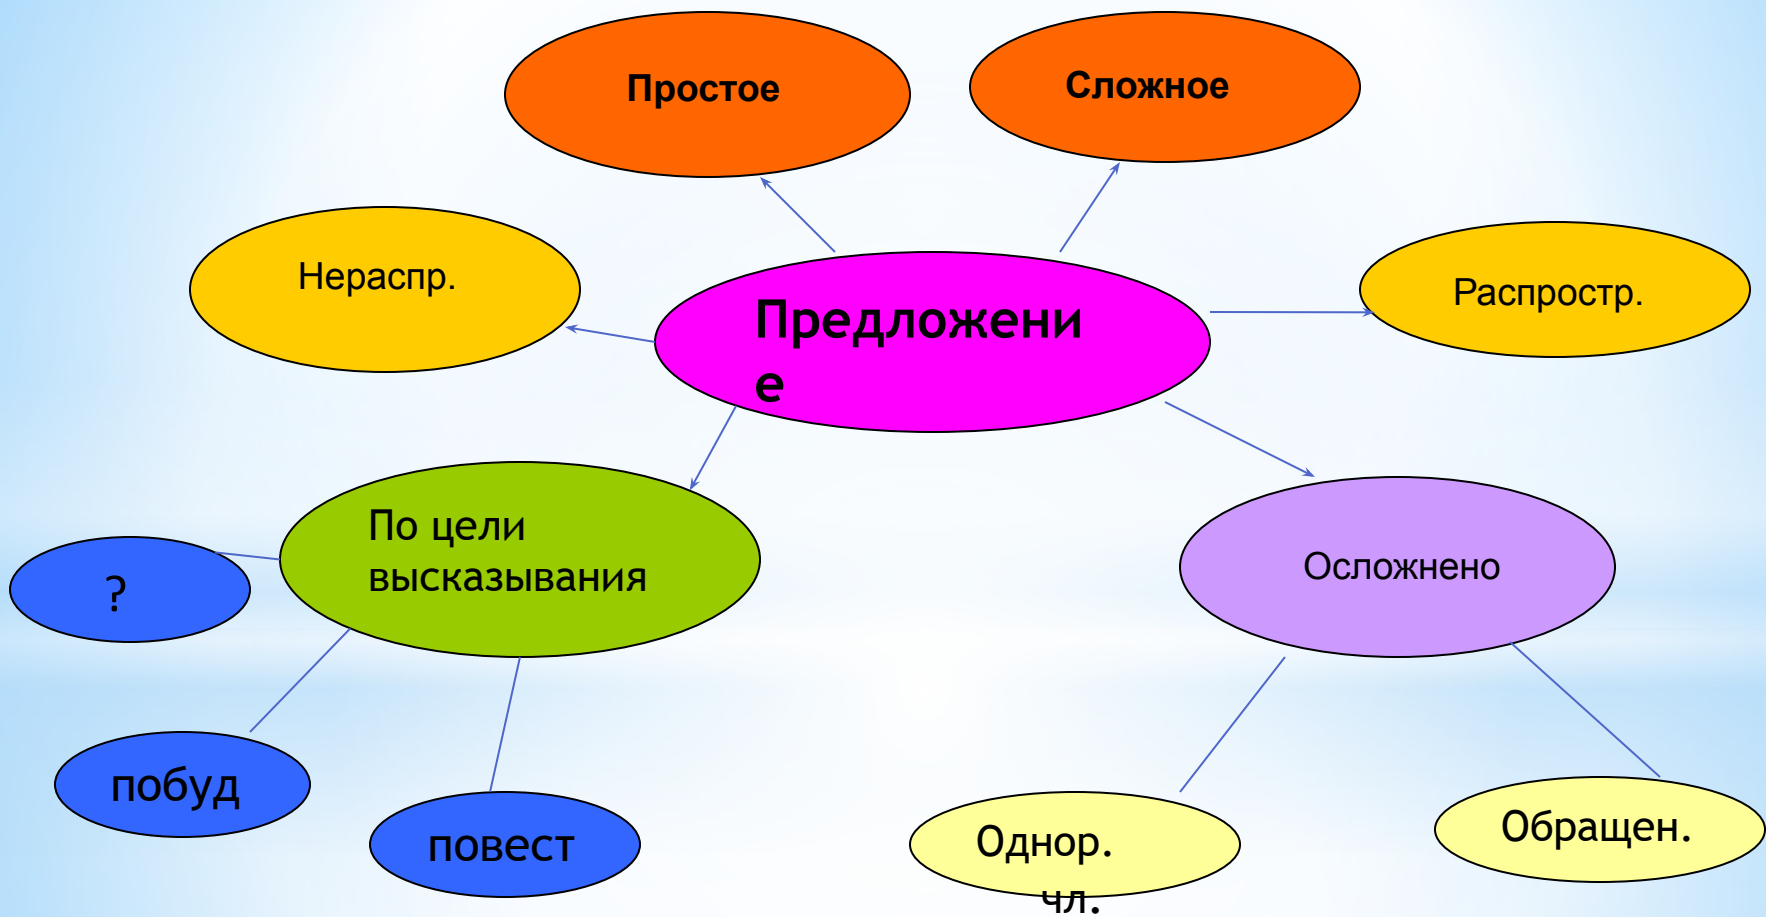 Простое
Сложное
Нераспр.
Распростр.
Предложени
е
По цели
высказывания
Осложнено
?
побуд
повест
Однор.
чл.
Обращен.